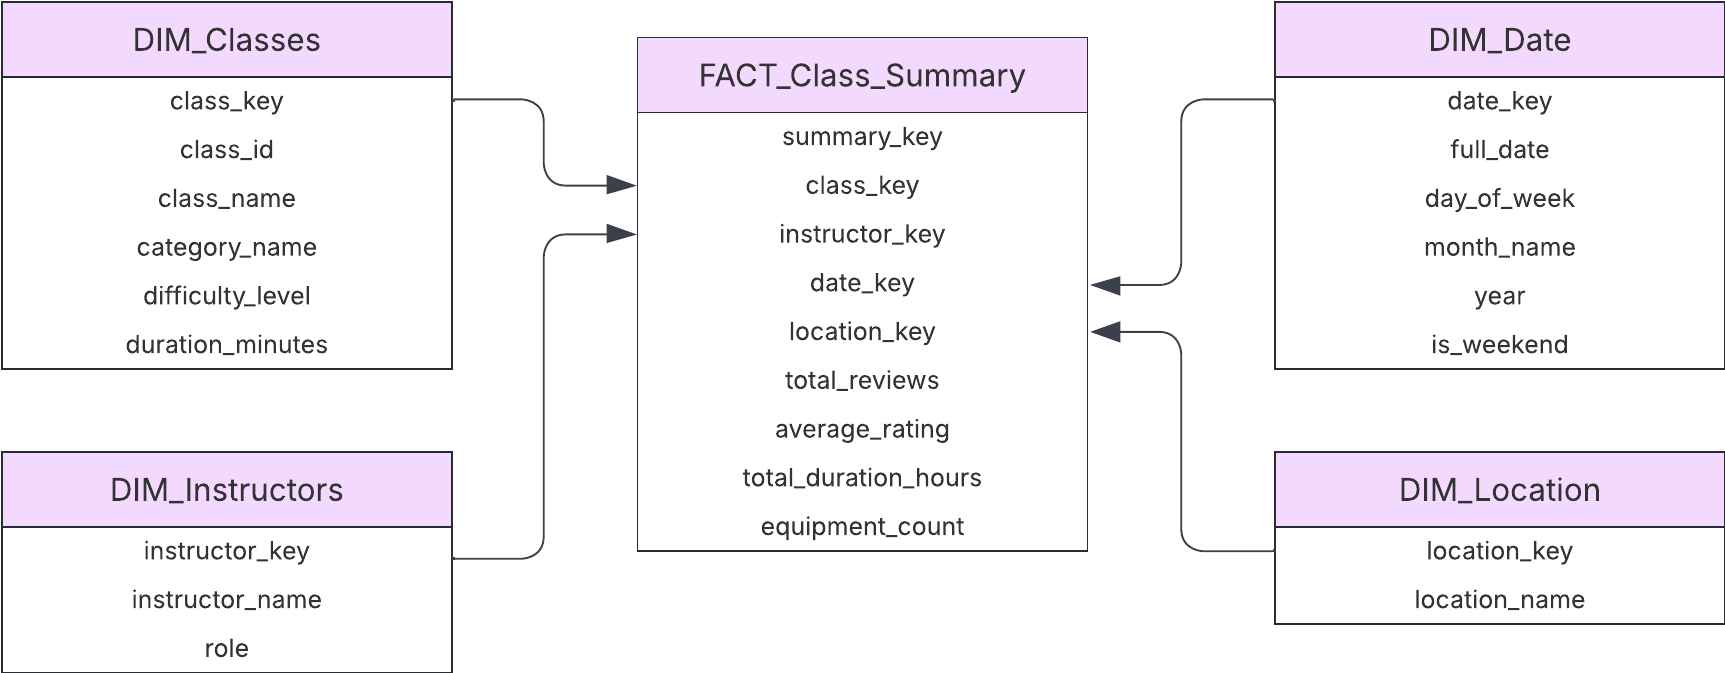 DIM_Classes
class_key
class_id
class_name
category_name
difficulty_level
duration_minutes
DIM_Instructors
instructor_key
instructor_name
role
FACT_Class_Summary
summary_key
class_key
instructor_key
date_key
location_key
total_reviews
average_rating
total_duration_hours
equipment_count
DIM_Date
date_key
full_date
day_of_week
month_name
year
is_weekend
DIM_Location
location_key
location_name